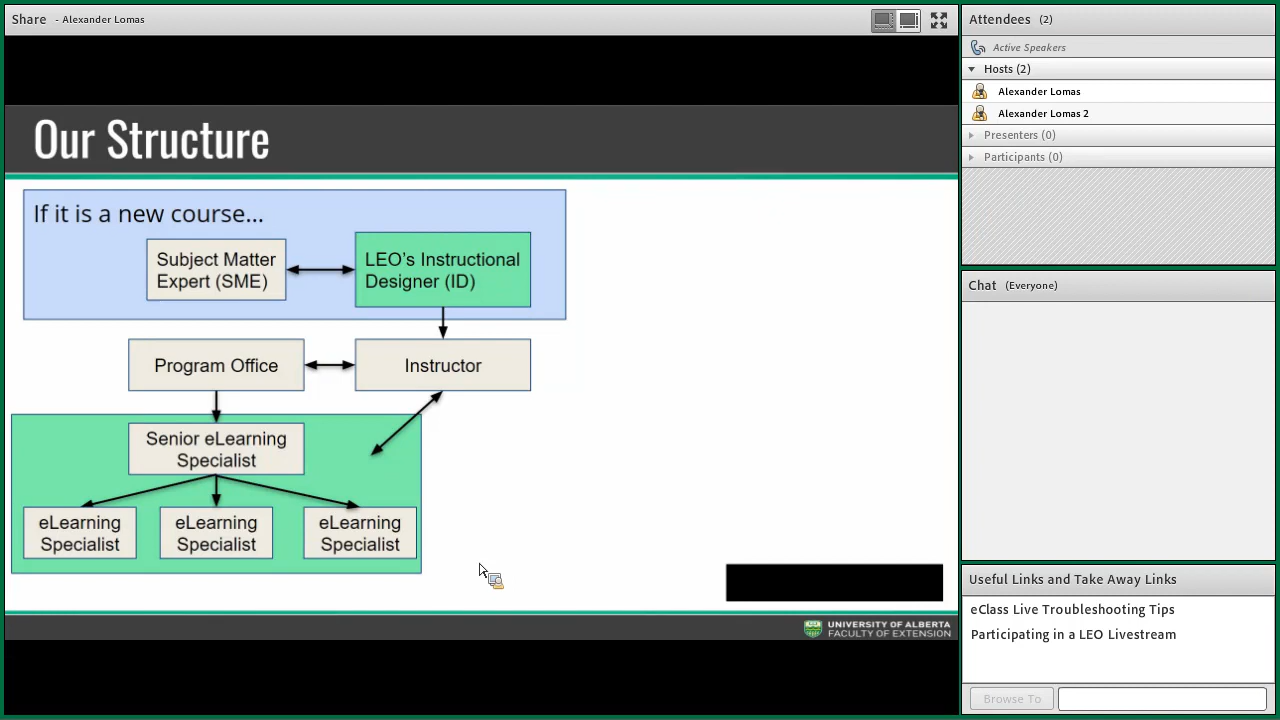 Share - Alexander Lomas
Our Structure
If it is a new course...
Subject Matter
Expert (SME)
LEO's Instructional
Designer (ID)
Program Office
Instructor
Senior eLearning
Specialist
eLearning
Specialist
eLearning
Specialist
eLearning
Specialist
UNIVERSITY OF ALBERTA
FACULTY OF EXTENSION
Attendees (2)
Active Speakers
Hosts (2)
Alexander Lomas
Alexander Lomas 2
Presenters (0)
Participants (0)
Chat (Everyone)
Useful Links and Take Away Links
eClass Live Troubleshooting Tips
Participating in a LEO Livestream
Browse To